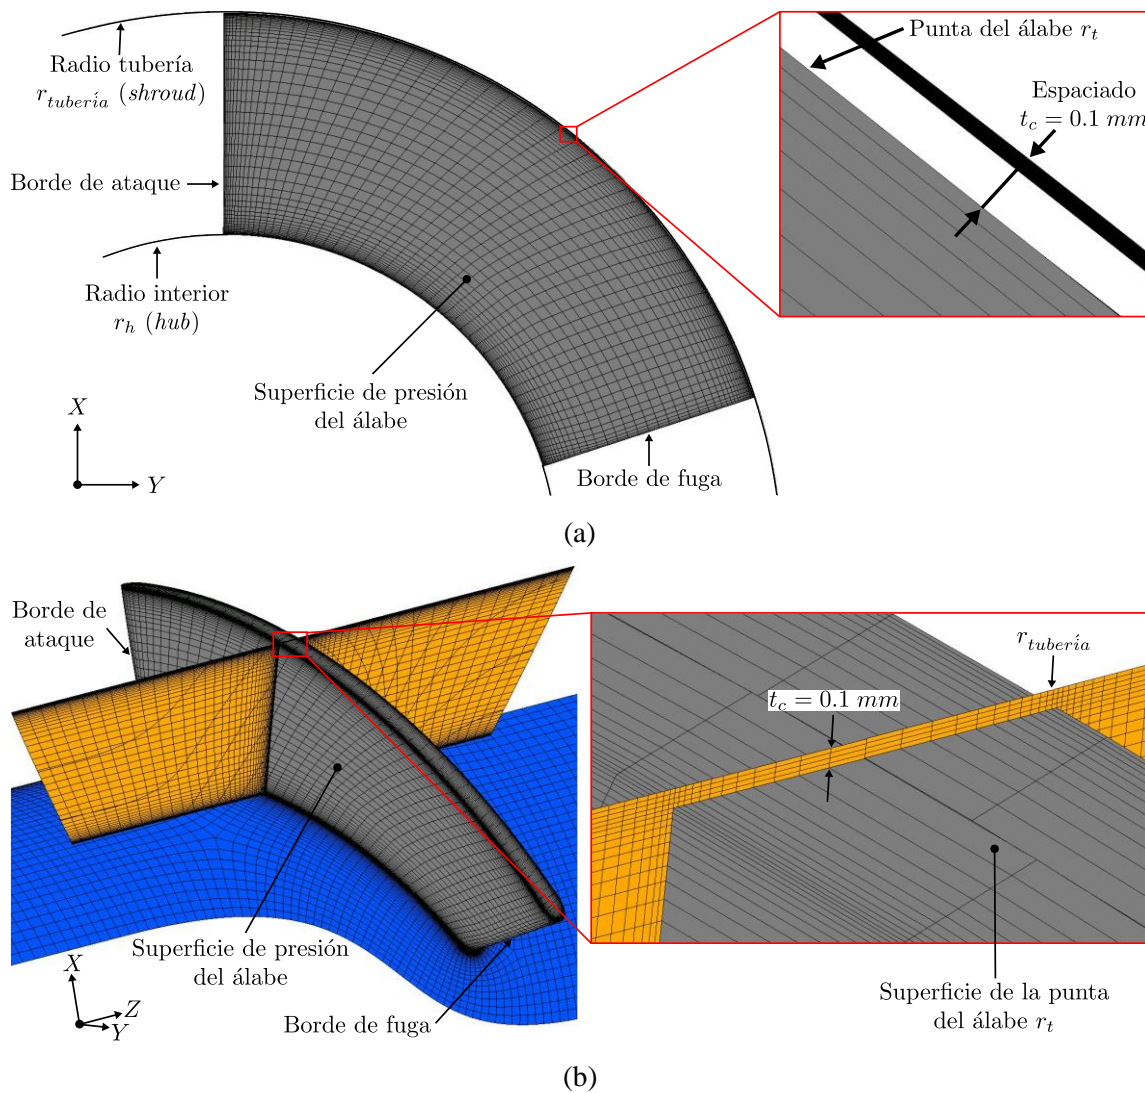 Radio tubería
r_tubería (shroud)
Borde de ataque
Radio interior
r_h (hub)
Superficie de presión
del álabe
Borde de fuga
X
Y
Punta del álabe r_t
Espaciado
t_c = 0.1 mm
(a)
Borde de
ataque
Superficie de presión
del álabe
X
Z
Y
Borde de fuga
r_tubería
t_c = 0.1 mm
Superficie de la punta
del álabe r_t
(b)